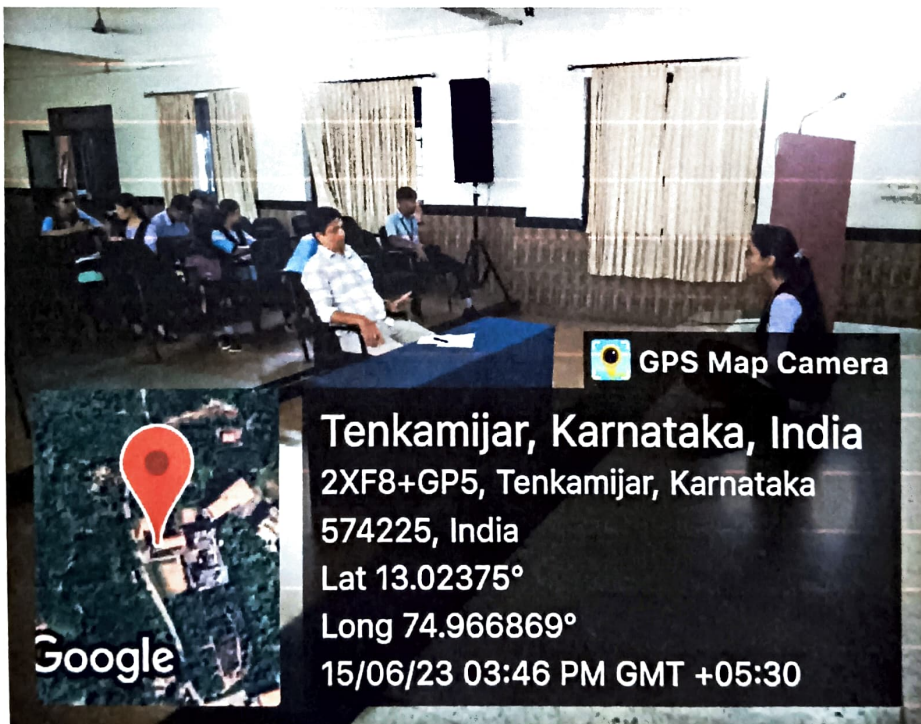 GPS Map Camera
Tenkamijar, Karnataka, India
2XF8+GP5, Tenkamijar, Karnataka
574225, India
Lat 13.02375°
Long 74.966869°
15/06/23 03:46 PM GMT +05:30
Google